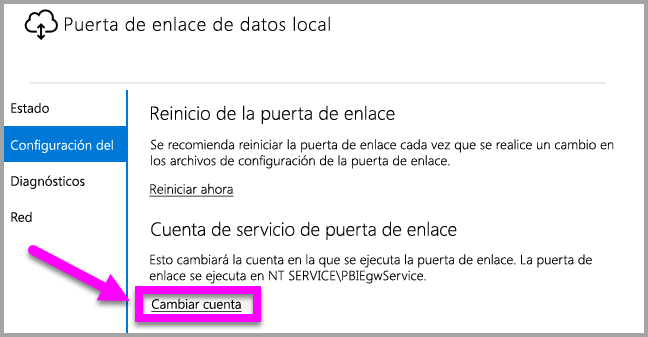 Puerta de enlace de datos local
Estado
Configuración del
Diagnósticos
Red
Reinicio de la puerta de enlace
Se recomienda reiniciar la puerta de enlace cada vez que se realice un cambio en
los archivos de configuración de la puerta de enlace.
Reiniciar ahora
Cuenta de servicio de puerta de enlace
Esto cambiará la cuenta en la que se ejecuta la puerta de enlace. La puerta de
enlace se ejecuta en NT SERVICE\PBIEgwService.
Cambiar cuenta